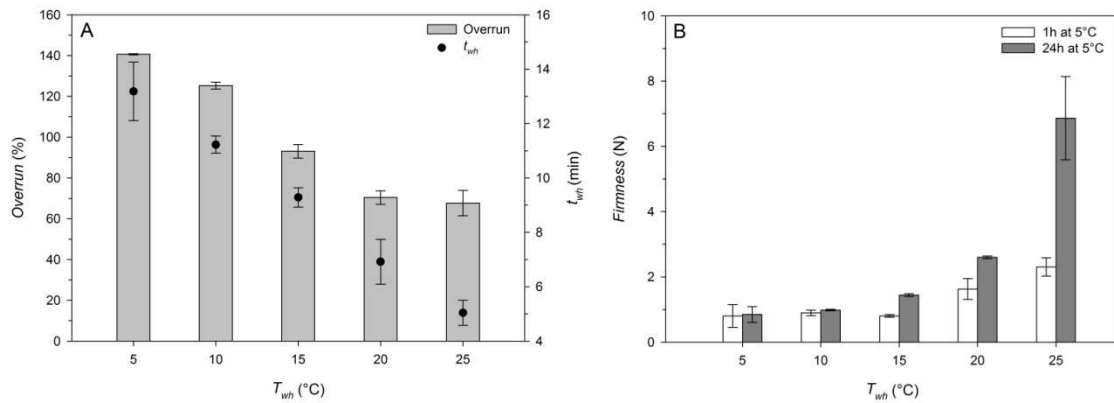 A
Overrun
t_wh
160
140
120
100
80
60
40
20
0
Overrun (%)
16
14
12
10
8
6
4
t_wh (min)
5 10 15 20 25
T_wh (°C)
B
1h at 5°C
24h at 5°C
10
8
6
4
2
0
Firmness (N)
5 10 15 20 25
T_wh (°C)